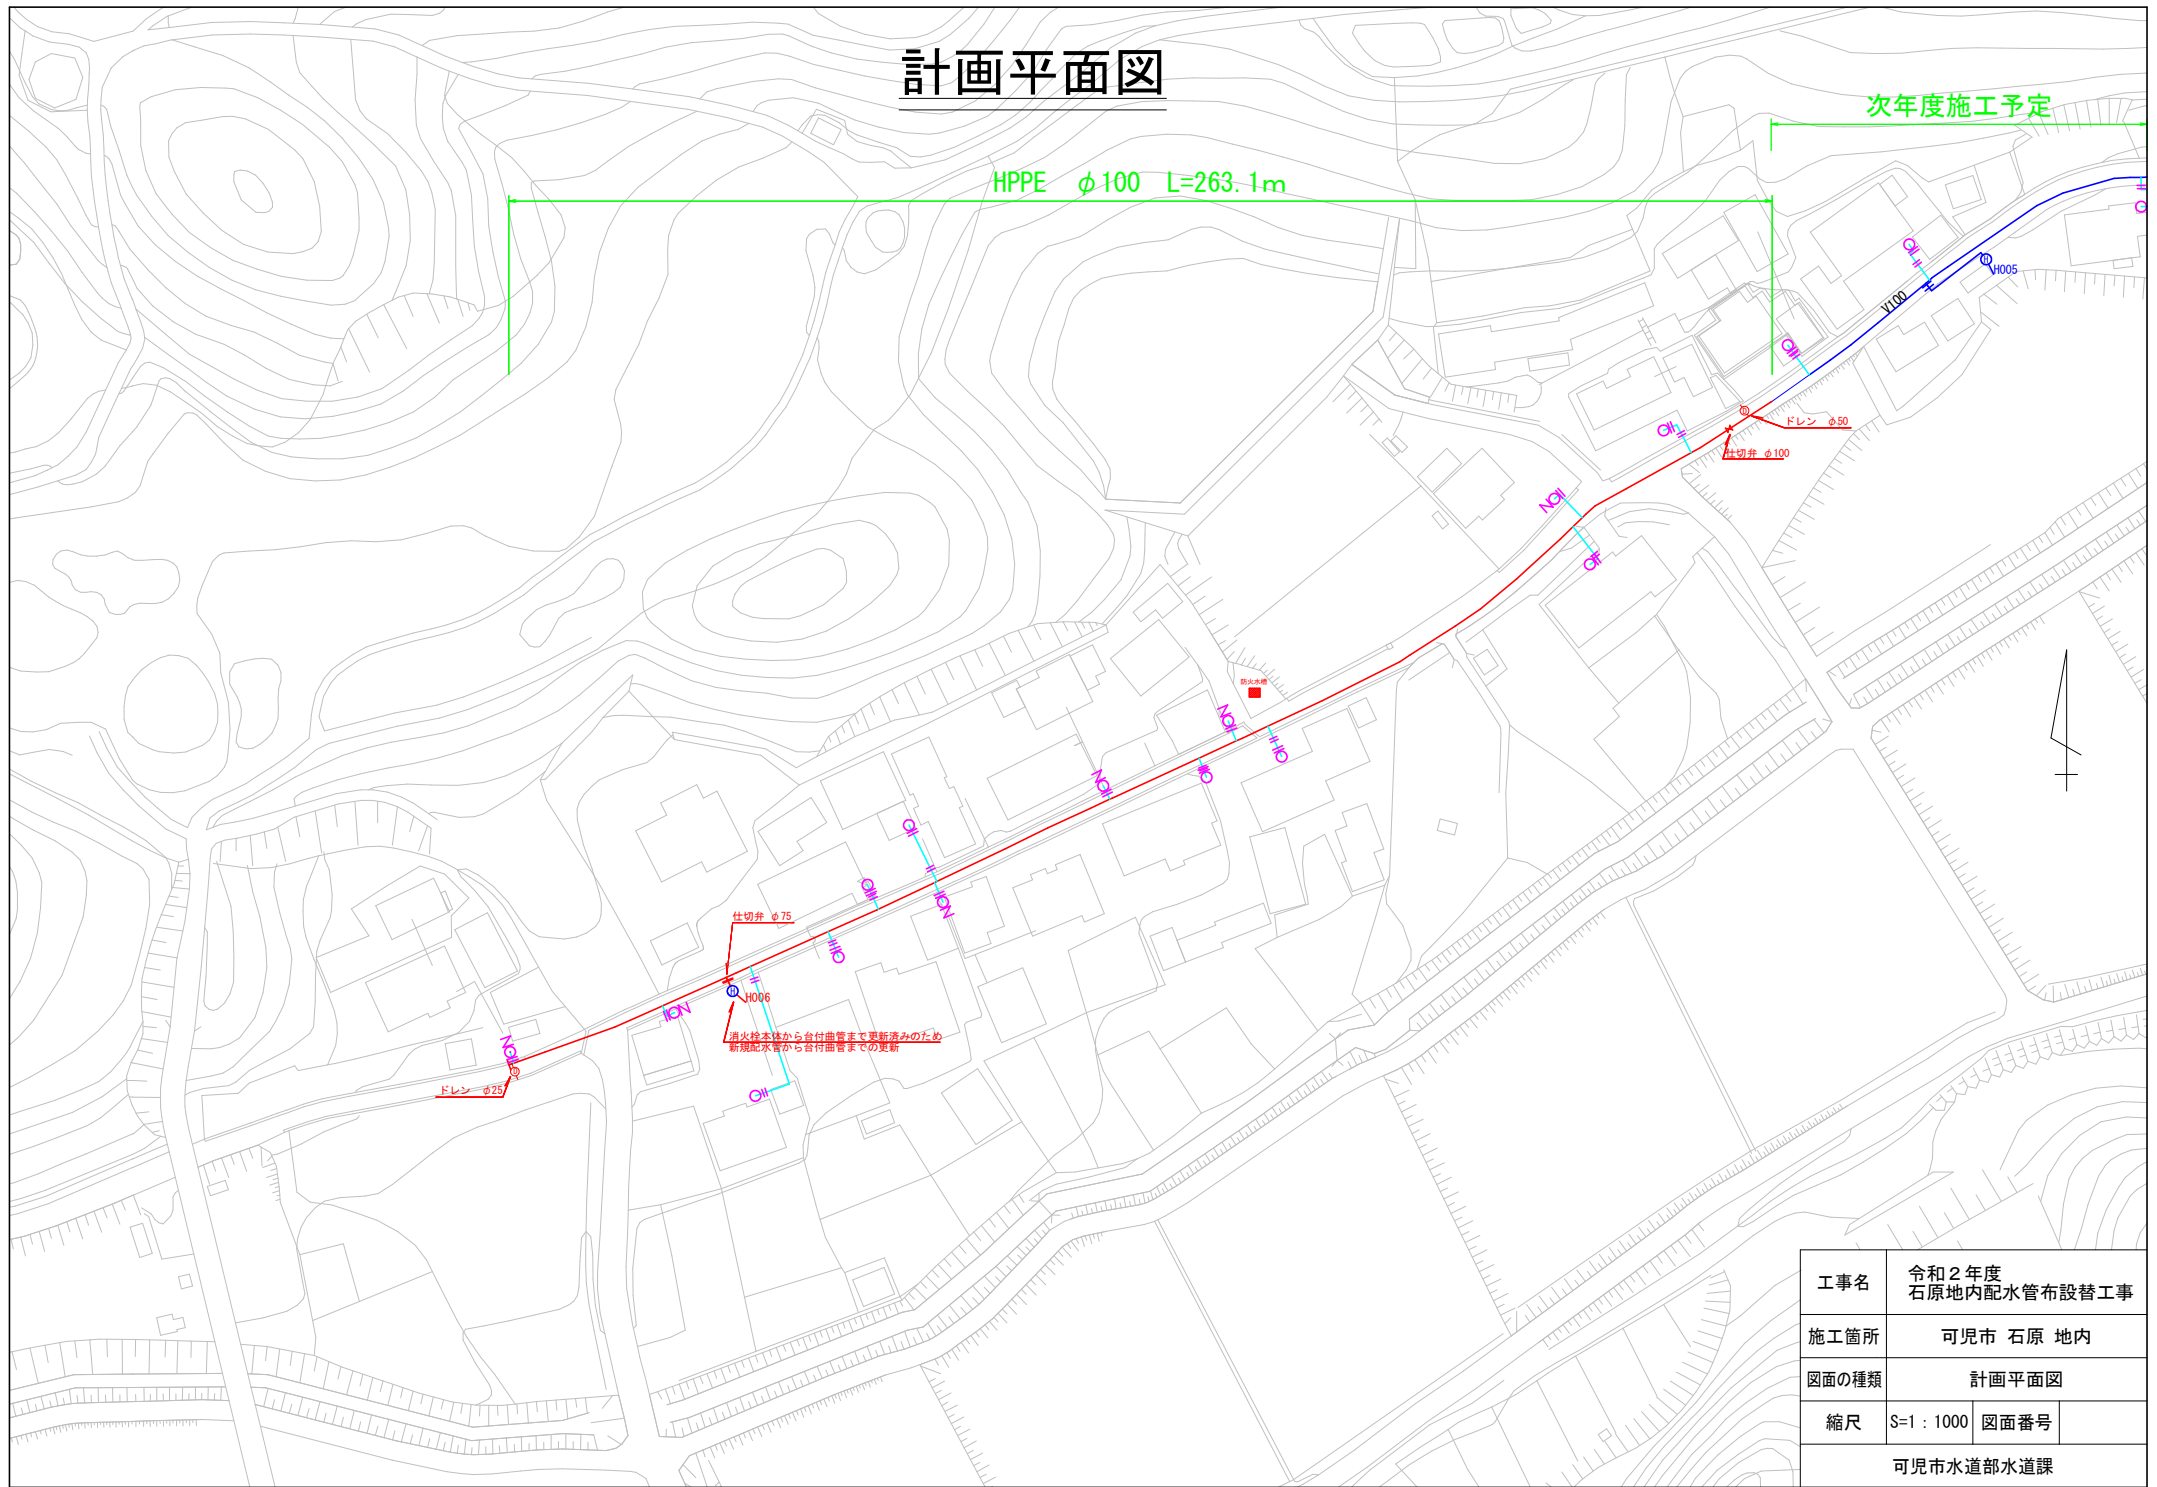 計画平面図
次年度施工予定
HPPE φ100 L=263.1m
H005
V100
ドレン φ50
仕切弁 φ100
防火水槽
仕切弁 φ75
H006
消火栓本体から台付曲管まで更新済みのため
新規配水管から台付曲管までの更新
ドレン φ25
工事名
令和2年度
石原地内配水管布設替工事
施工箇所
可児市 石原 地内
図面の種類
計画平面図
縮尺
S=1:1000
図面番号
可児市水道部水道課